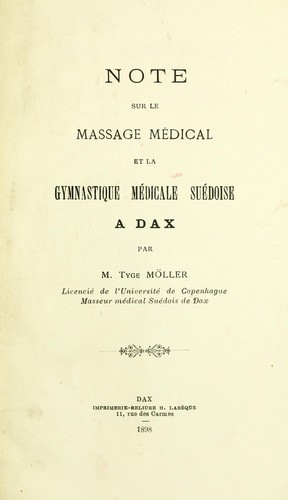 NOTE
SUR LE
MASSAGE MÉDICAL
ET LA
GYMNASTIQUE MÉDICALE SUÉDOISE
A DAX
PAR
M. Tyge MÖLLER
Licencié de l'Université de Copenhague
Masseur médical Suédois de Dax
DAX
IMPRIMERIE-RELIURE H. LABÈQUE
11, rue des Carmes
—
1898